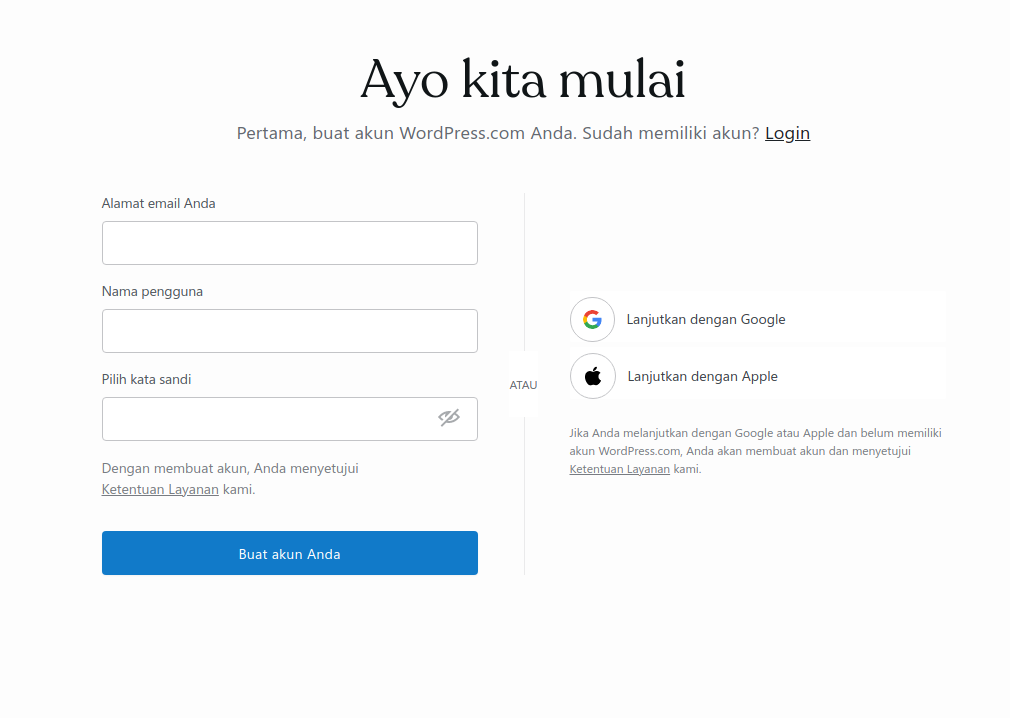 Ayo kita mulai
Pertama, buat akun WordPress.com Anda. Sudah memiliki akun? Login
Alamat email Anda
Nama pengguna
Pilih kata sandi
Dengan membuat akun, Anda menyetujui
Ketentuan Layanan kami.
Buat akun Anda
ATAU
Lanjutkan dengan Google
Lanjutkan dengan Apple
Jika Anda melanjutkan dengan Google atau Apple dan belum memiliki
akun WordPress.com, Anda akan membuat akun dan menyetujui
Ketentuan Layanan kami.